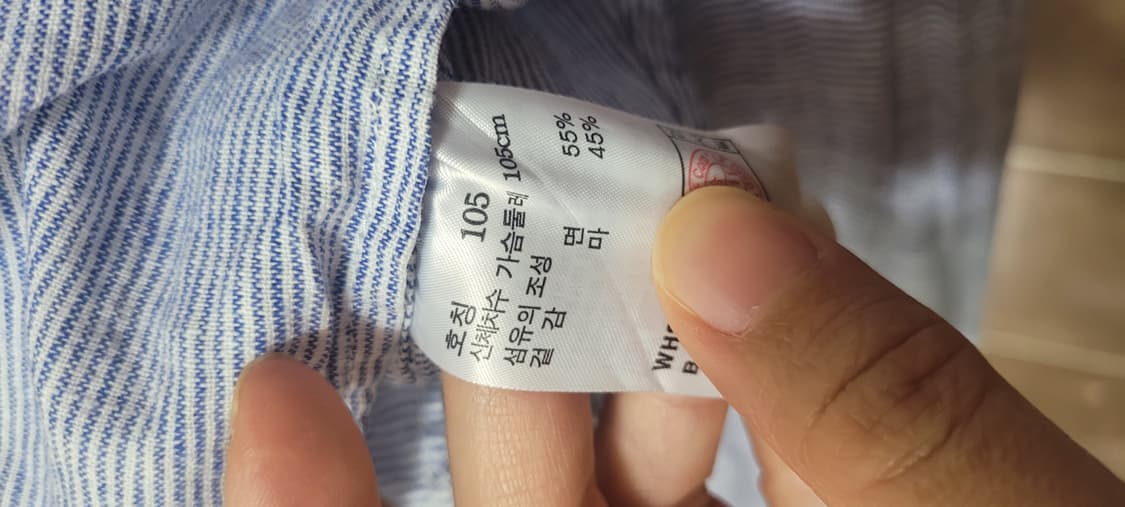 호칭 105
신체치수 가슴둘레 105cm
섬유의 조성
겉 감
면 55%
마 45%